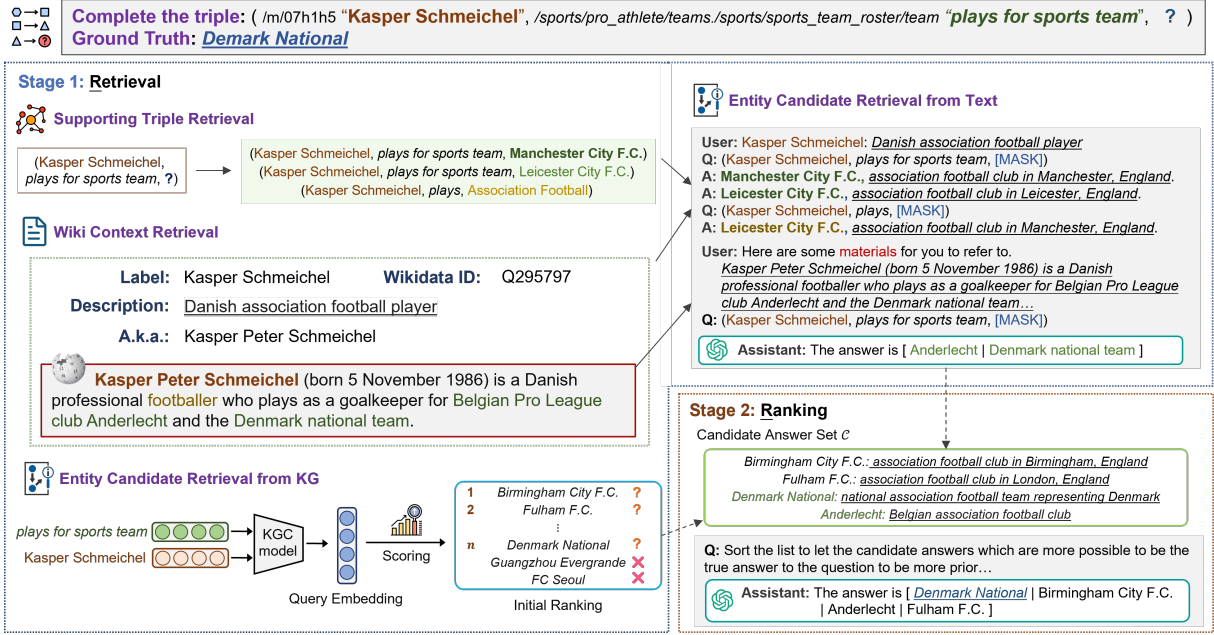 Complete the triple: ( /m/07h1h5 “Kasper Schmeichel”, /sports/pro_athlete/teams./sports/sports_team_roster/team “plays for sports team”, ? )
Ground Truth: Demark National
Stage 1: Retrieval
Supporting Triple Retrieval
(Kasper Schmeichel,
plays for sports team, ?)
(Kasper Schmeichel, plays for sports team, Manchester City F.C.)
(Kasper Schmeichel, plays for sports team, Leicester City F.C.)
(Kasper Schmeichel, plays, Association Football)
Wiki Context Retrieval
Label: Kasper Schmeichel Wikidata ID: Q295797
Description: Danish association football player
A.k.a.: Kasper Peter Schmeichel
Kasper Peter Schmeichel (born 5 November 1986) is a Danish
professional footballer who plays as a goalkeeper for Belgian Pro League
club Anderlecht and the Denmark national team.
Entity Candidate Retrieval from KG
plays for sports team
Kasper Schmeichel
KGC
model
Query Embedding
Scoring
1 Birmingham City F.C. ?
2 Fulham F.C. ?
⋮
n Denmark National ?
Guangzhou Evergrande
FC Seoul
Initial Ranking
Entity Candidate Retrieval from Text
User: Kasper Schmeichel: Danish association football player
Q: (Kasper Schmeichel, plays for sports team, [MASK])
A: Manchester City F.C., association football club in Manchester, England.
A: Leicester City F.C., association football club in Leicester, England.
Q: (Kasper Schmeichel, plays, [MASK])
A: Leicester City F.C., association football club in Manchester, England.
User: Here are some materials for you to refer to.
Kasper Peter Schmeichel (born 5 November 1986) is a Danish
professional footballer who plays as a goalkeeper for Belgian Pro League
club Anderlecht and the Denmark national team…
Q: (Kasper Schmeichel, plays for sports team, [MASK])
Assistant: The answer is [ Anderlecht | Denmark national team ]
Stage 2: Ranking
Candidate Answer Set C
Birmingham City F.C.: association football club in Birmingham, England
Fulham F.C.: association football club in London, England
Denmark National: national association football team representing Denmark
Anderlecht: Belgian association football club
Q: Sort the list to let the candidate answers which are more possible to be the
true answer to the question to be more prior…
Assistant: The answer is [ Denmark National | Birmingham City F.C.
| Anderlecht | Fulham F.C. ]